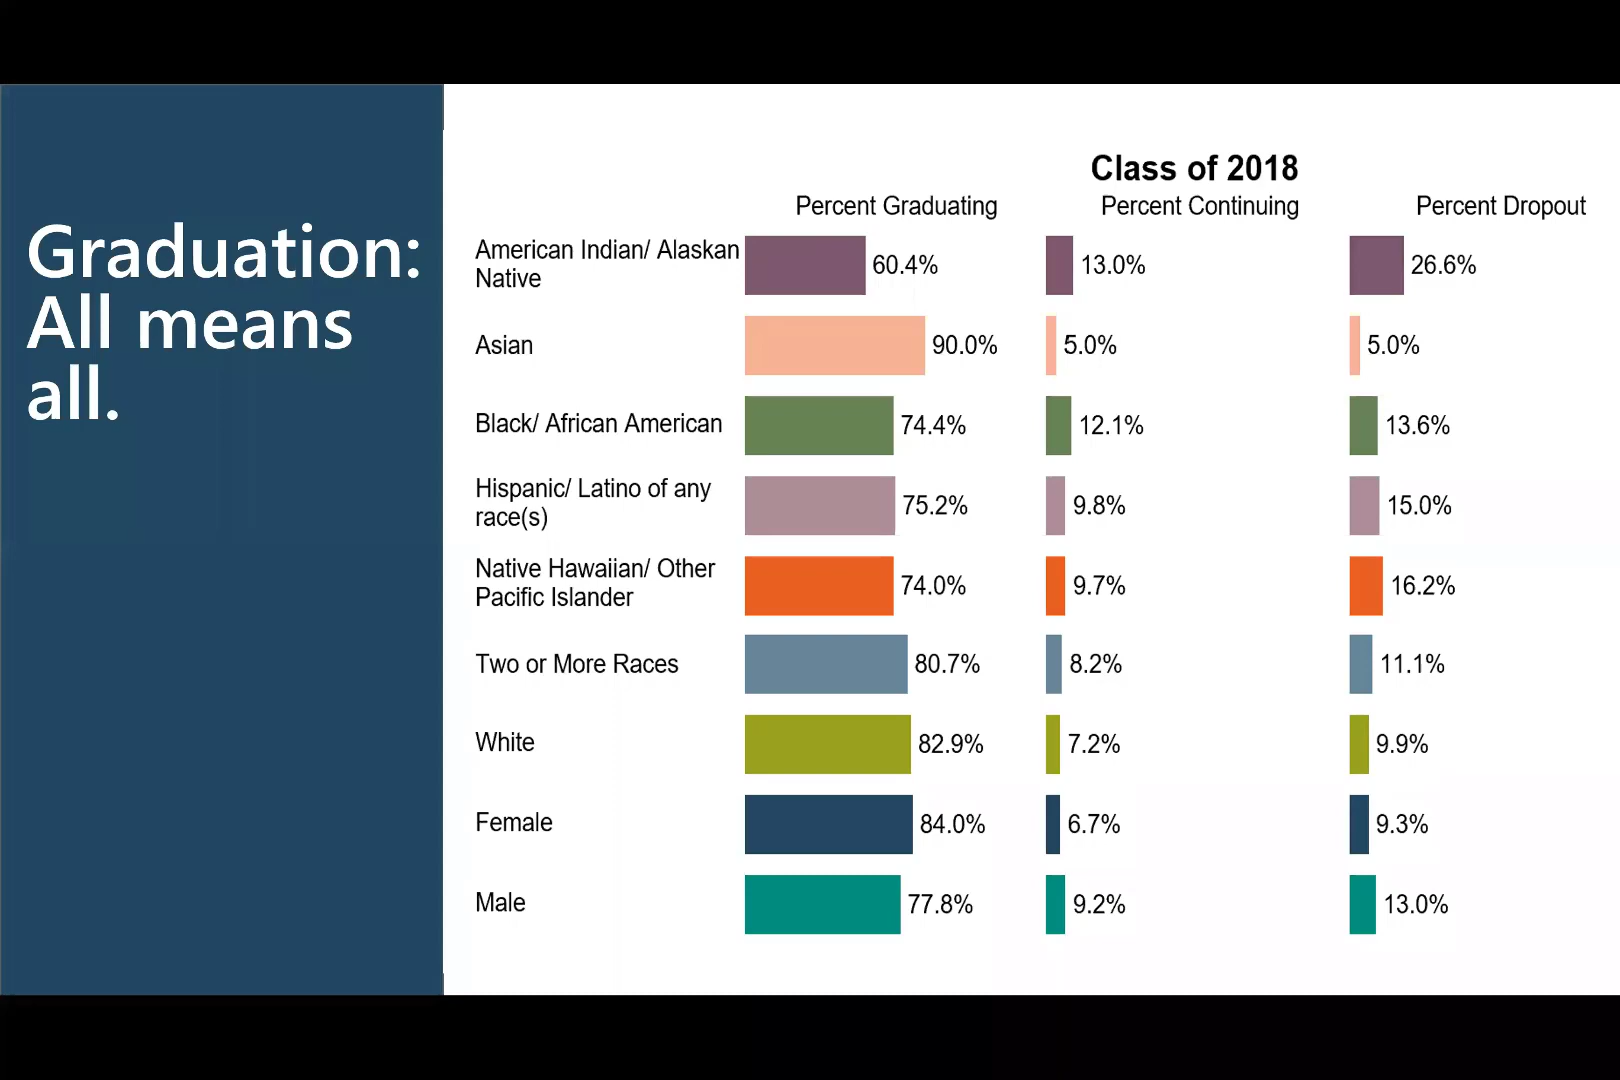 Graduation:
All means
all.
Class of 2018
Percent Graduating Percent Continuing Percent Dropout
American Indian/ Alaskan
Native
60.4% 13.0% 26.6%
Asian 90.0% 5.0% 5.0%
Black/ African American 74.4% 12.1% 13.6%
Hispanic/ Latino of any
race(s)
75.2% 9.8% 15.0%
Native Hawaiian/ Other
Pacific Islander
74.0% 9.7% 16.2%
Two or More Races 80.7% 8.2% 11.1%
White 82.9% 7.2% 9.9%
Female 84.0% 6.7% 9.3%
Male 77.8% 9.2% 13.0%